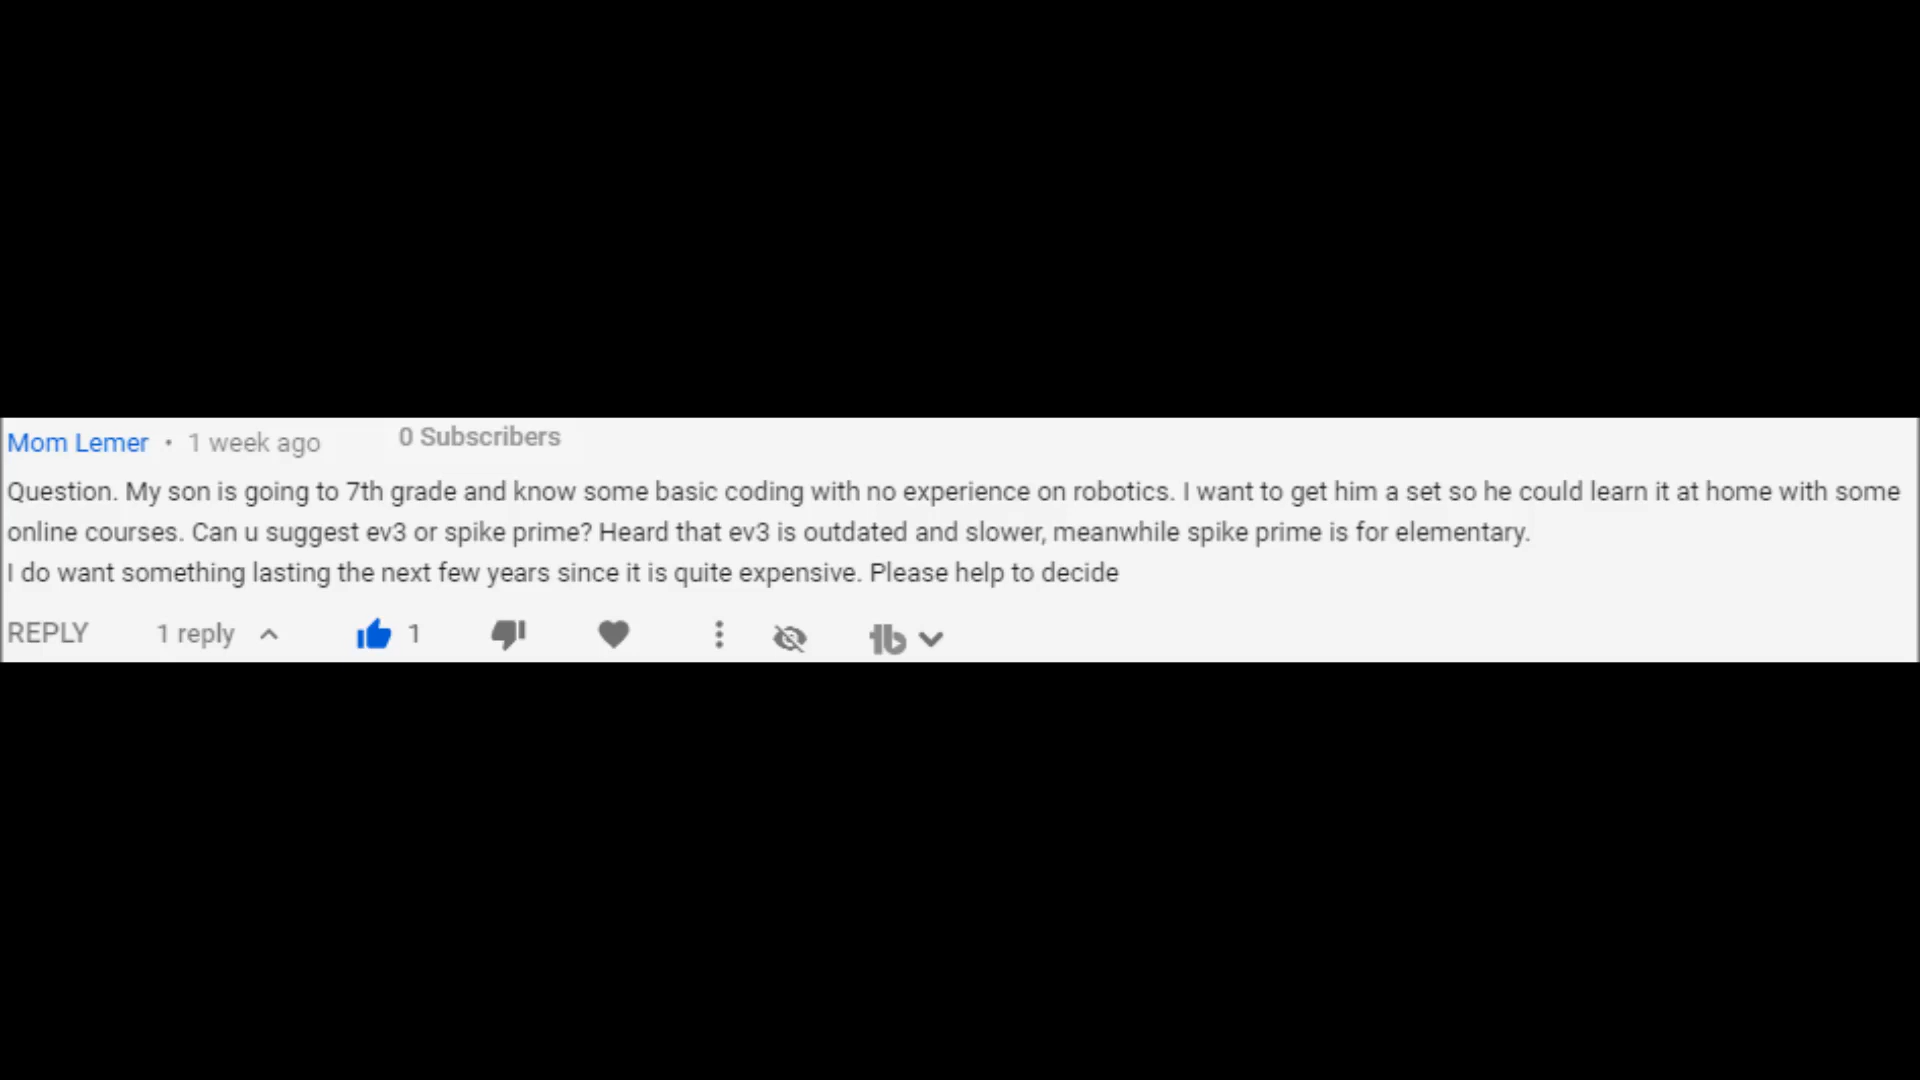 Mom Lemer • 1 week ago 0 Subscribers
Question. My son is going to 7th grade and know some basic coding with no experience on robotics. I want to get him a set so he could learn it at home with some
online courses. Can u suggest ev3 or spike prime? Heard that ev3 is outdated and slower, meanwhile spike prime is for elementary.
I do want something lasting the next few years since it is quite expensive. Please help to decide
REPLY 1 reply 1 tb